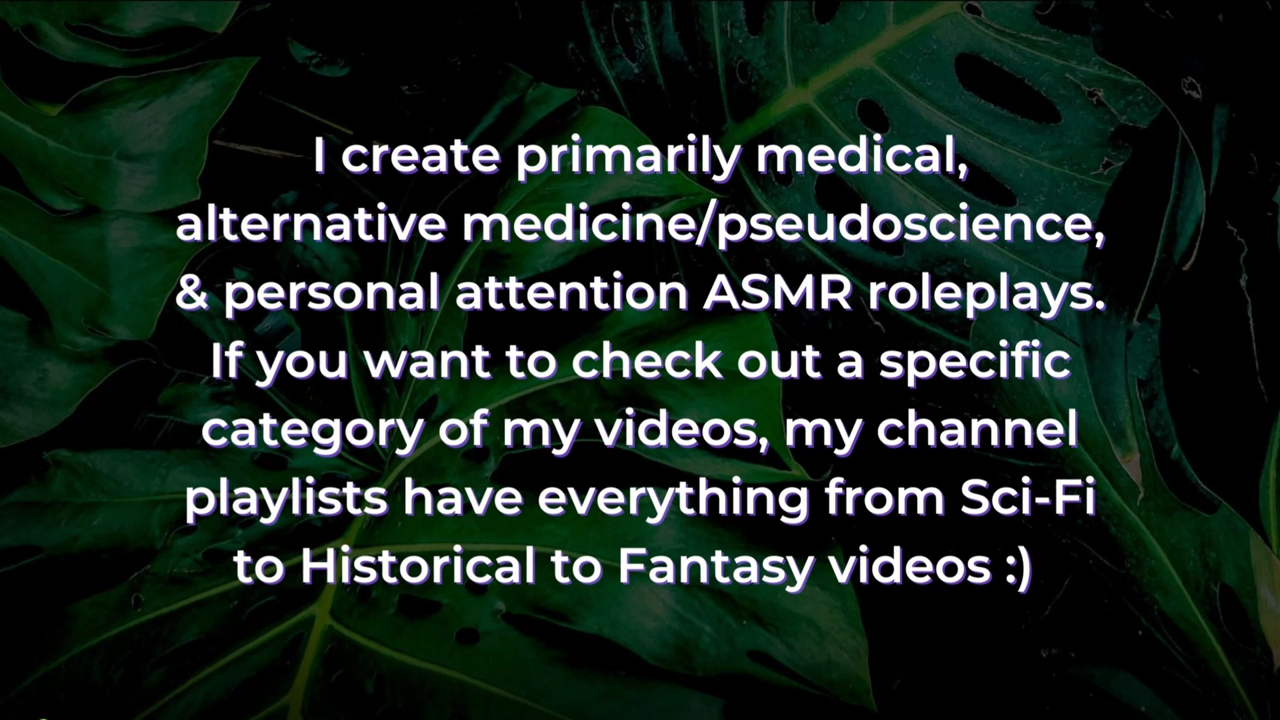 I create primarily medical,
alternative medicine/pseudoscience,
& personal attention ASMR roleplays.
If you want to check out a specific
category of my videos, my channel
playlists have everything from Sci-Fi
to Historical to Fantasy videos :)